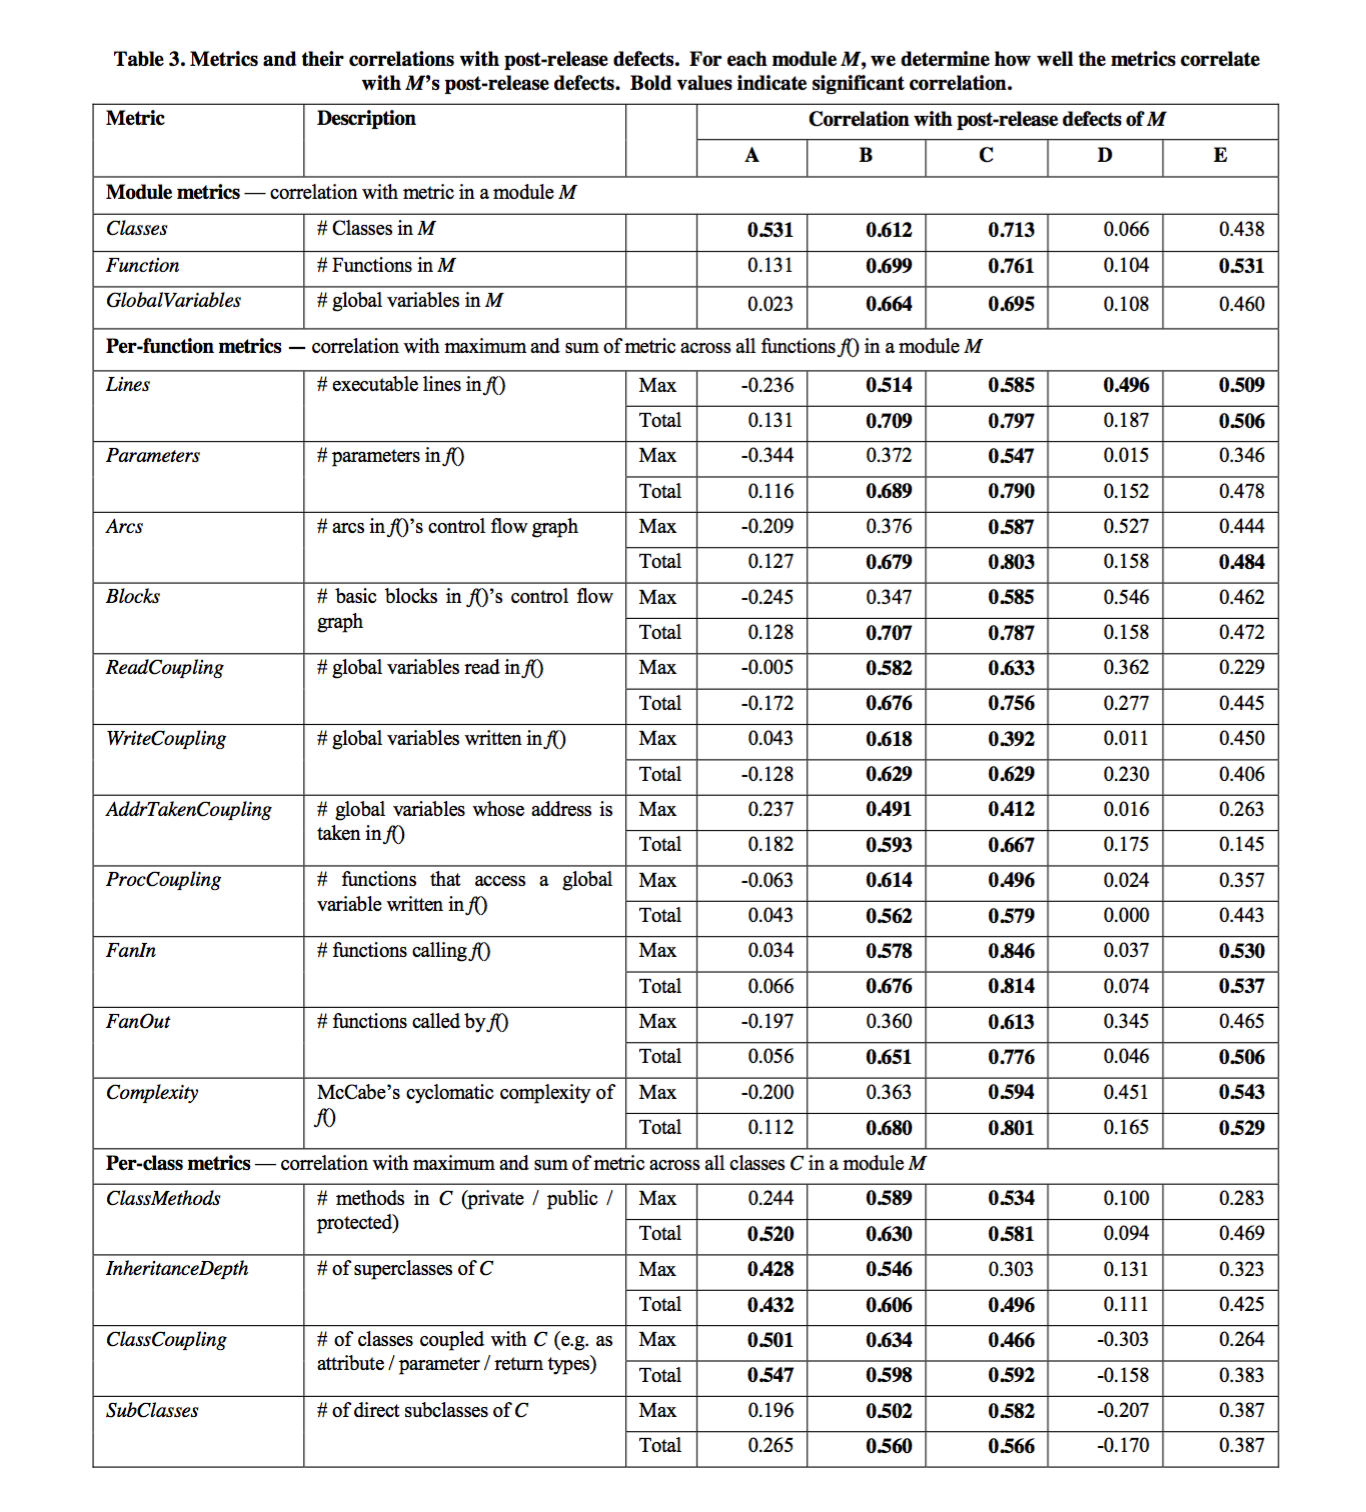 Table 3. Metrics and their correlations with post-release defects. For each module M, we determine how well the metrics correlate
with M's post-release defects. Bold values indicate significant correlation.
Metric Description Correlation with post-release defects of M
A B C D E
Module metrics — correlation with metric in a module M
Classes # Classes in M 0.531 0.612 0.713 0.066 0.438
Function # Functions in M 0.131 0.699 0.761 0.104 0.531
GlobalVariables # global variables in M 0.023 0.664 0.695 0.108 0.460
Per-function metrics — correlation with maximum and sum of metric across all functions f() in a module M
Lines # executable lines in f() Max -0.236 0.514 0.585 0.496 0.509
Total 0.131 0.709 0.797 0.187 0.506
Parameters # parameters in f() Max -0.344 0.372 0.547 0.015 0.346
Total 0.116 0.689 0.790 0.152 0.478
Arcs # arcs in f()'s control flow graph Max -0.209 0.376 0.587 0.527 0.444
Total 0.127 0.679 0.803 0.158 0.484
Blocks # basic blocks in f()'s control flow Max -0.245 0.347 0.585 0.546 0.462
graph Total 0.128 0.707 0.787 0.158 0.472
ReadCoupling # global variables read in f() Max -0.005 0.582 0.633 0.362 0.229
Total -0.172 0.676 0.756 0.277 0.445
WriteCoupling # global variables written in f() Max 0.043 0.618 0.392 0.011 0.450
Total -0.128 0.629 0.629 0.230 0.406
AddrTakenCoupling # global variables whose address is Max 0.237 0.491 0.412 0.016 0.263
taken in f() Total 0.182 0.593 0.667 0.175 0.145
ProcCoupling # functions that access a global Max -0.063 0.614 0.496 0.024 0.357
variable written in f() Total 0.043 0.562 0.579 0.000 0.443
FanIn # functions calling f() Max 0.034 0.578 0.846 0.037 0.530
Total 0.066 0.676 0.814 0.074 0.537
FanOut # functions called by f() Max -0.197 0.360 0.613 0.345 0.465
Total 0.056 0.651 0.776 0.046 0.506
Complexity McCabe's cyclomatic complexity of Max -0.200 0.363 0.594 0.451 0.543
f() Total 0.112 0.680 0.801 0.165 0.529
Per-class metrics — correlation with maximum and sum of metric across all classes C in a module M
ClassMethods # methods in C (private / public / Max 0.244 0.589 0.534 0.100 0.283
protected) Total 0.520 0.630 0.581 0.094 0.469
InheritanceDepth # of superclasses of C Max 0.428 0.546 0.303 0.131 0.323
Total 0.432 0.606 0.496 0.111 0.425
ClassCoupling # of classes coupled with C (e.g. as Max 0.501 0.634 0.466 -0.303 0.264
attribute / parameter / return types) Total 0.547 0.598 0.592 -0.158 0.383
SubClasses # of direct subclasses of C Max 0.196 0.502 0.582 -0.207 0.387
Total 0.265 0.560 0.566 -0.170 0.387